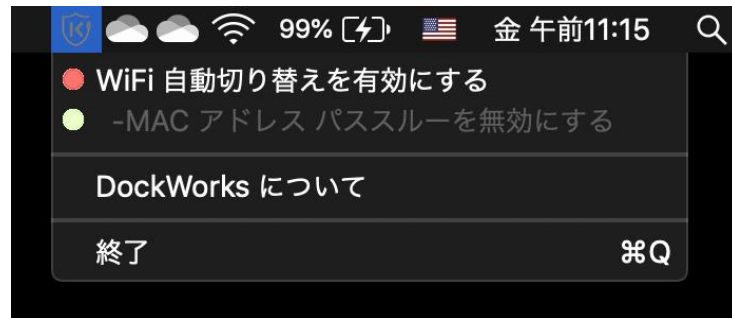 99% 金 午前11:15
WiFi 自動切り替えを有効にする
-MAC アドレス パススルーを無効にする
DockWorks について
終了 ⌘Q